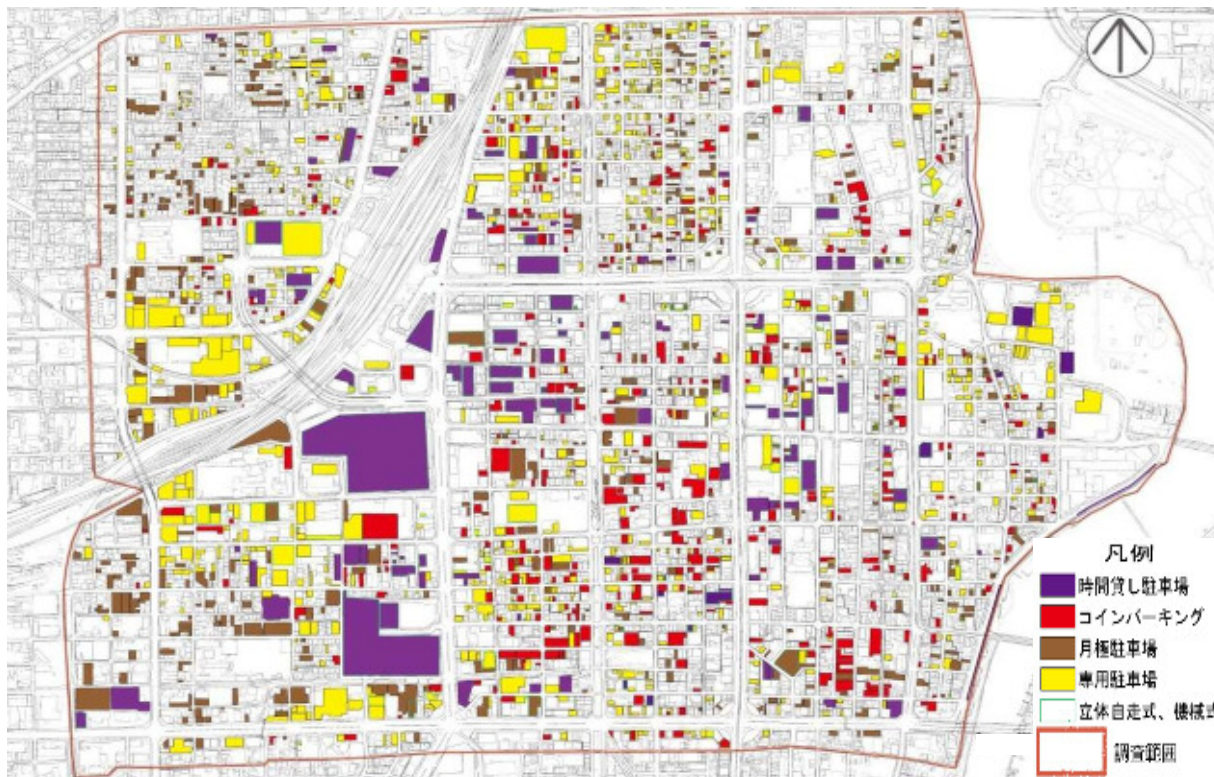 凡例
時間貸し駐車場
コインパーキング
月極駐車場
専用駐車場
立体自走式、機械式
調査範囲